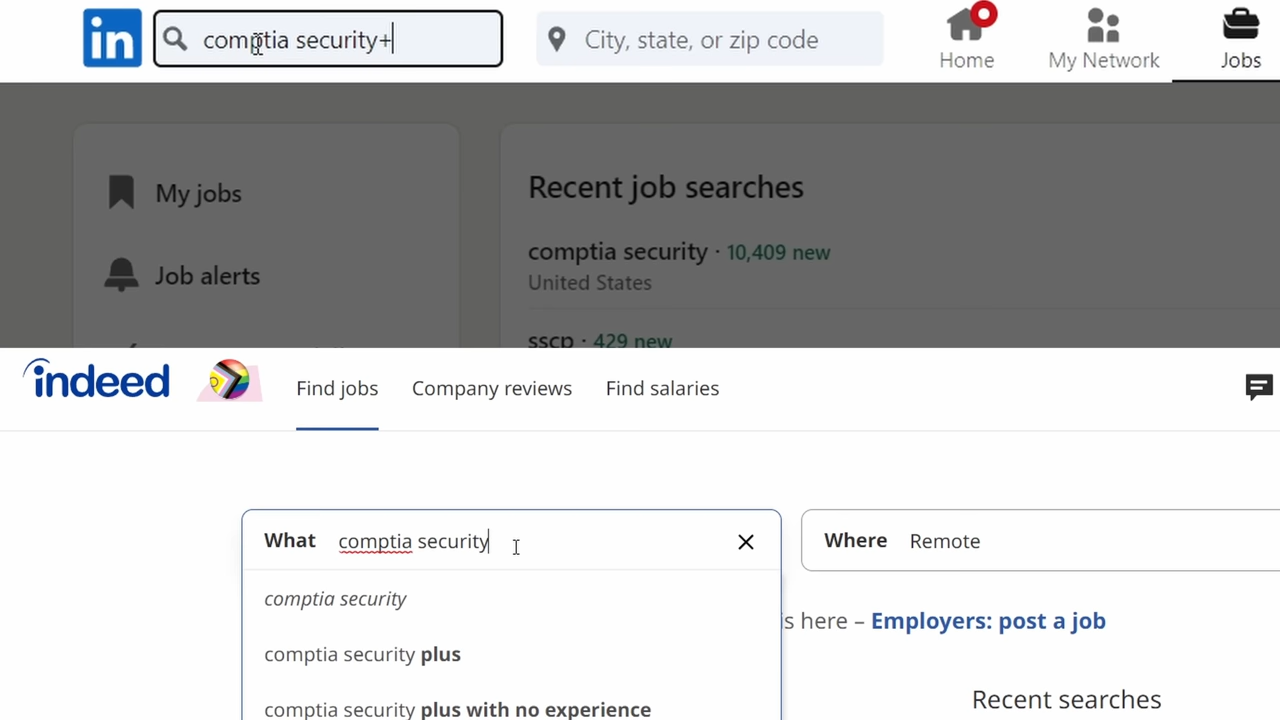 in comptia security+ City, state, or zip code Home My Network Jobs
My jobs
Job alerts
Recent job searches
comptia security · 10,409 new
United States
sscp · 429 new
indeed Find jobs Company reviews Find salaries
What comptia security Where Remote
comptia security
comptia security plus
comptia security plus with no experience
is here – Employers: post a job
Recent searches